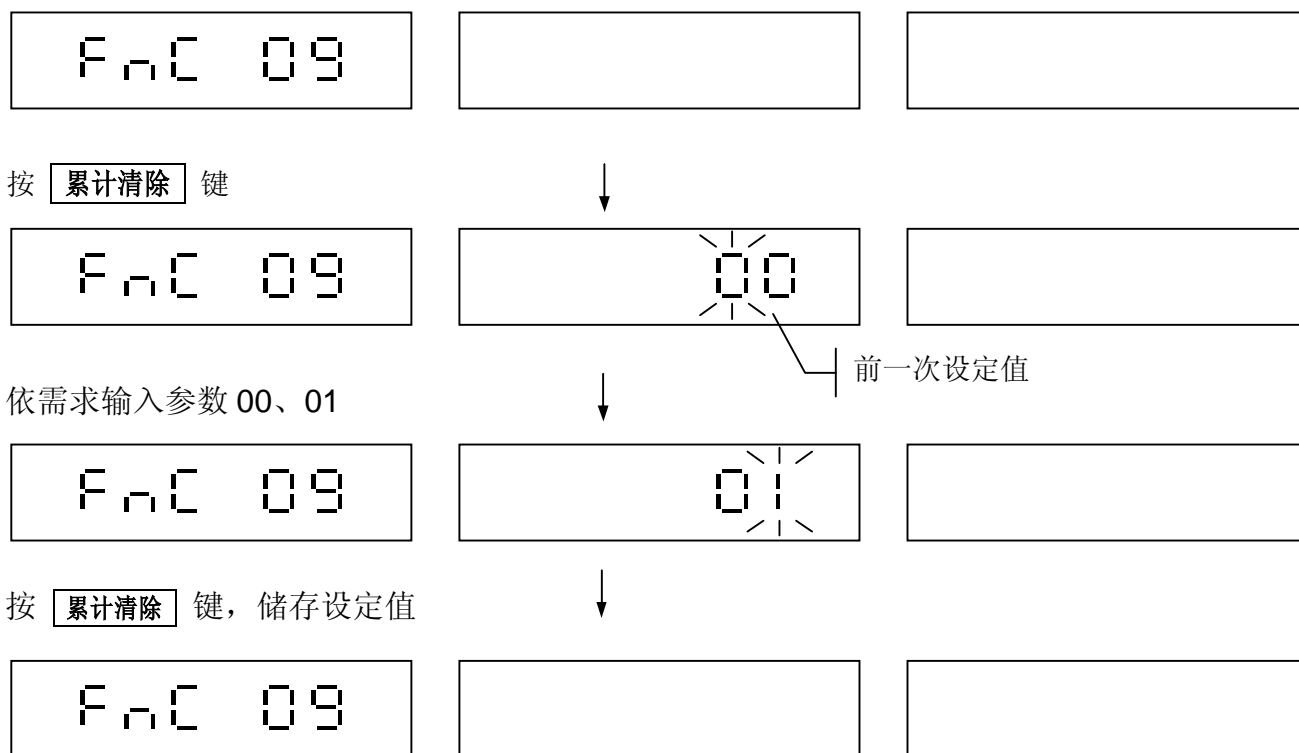 FnC 09
按 累计清除 键
FnC 09 00
前一次设定值
依需求输入参数 00、01
FnC 09 01
按 累计清除 键，储存设定值
FnC 09